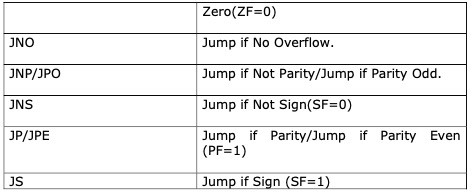 Zero(ZF=0)
JNO Jump if No Overflow.
JNP/JPO Jump if Not Parity/Jump if Parity Odd.
JNS Jump if Not Sign(SF=0)
JP/JPE Jump if Parity/Jump if Parity Even
(PF=1)
JS Jump if Sign (SF=1)